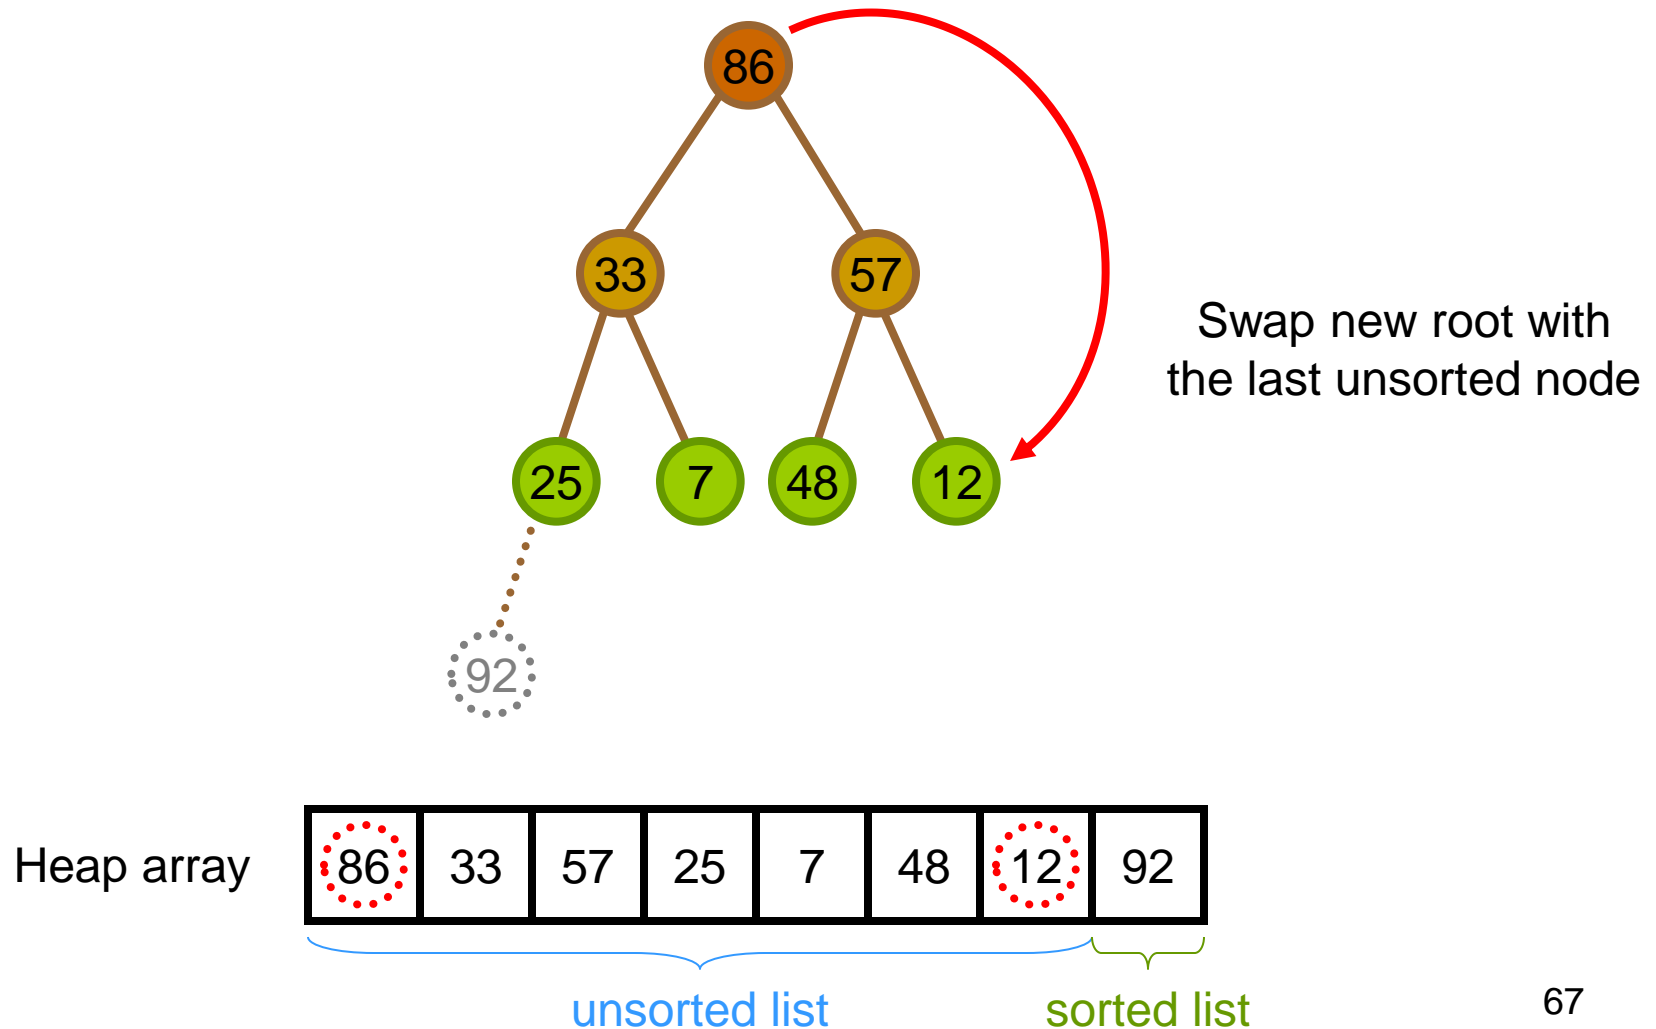 86
33
57
Swap new root with
the last unsorted node
25
7
48
12
92
Heap array
86 33 57 25 7 48 12 92
unsorted list
sorted list
67